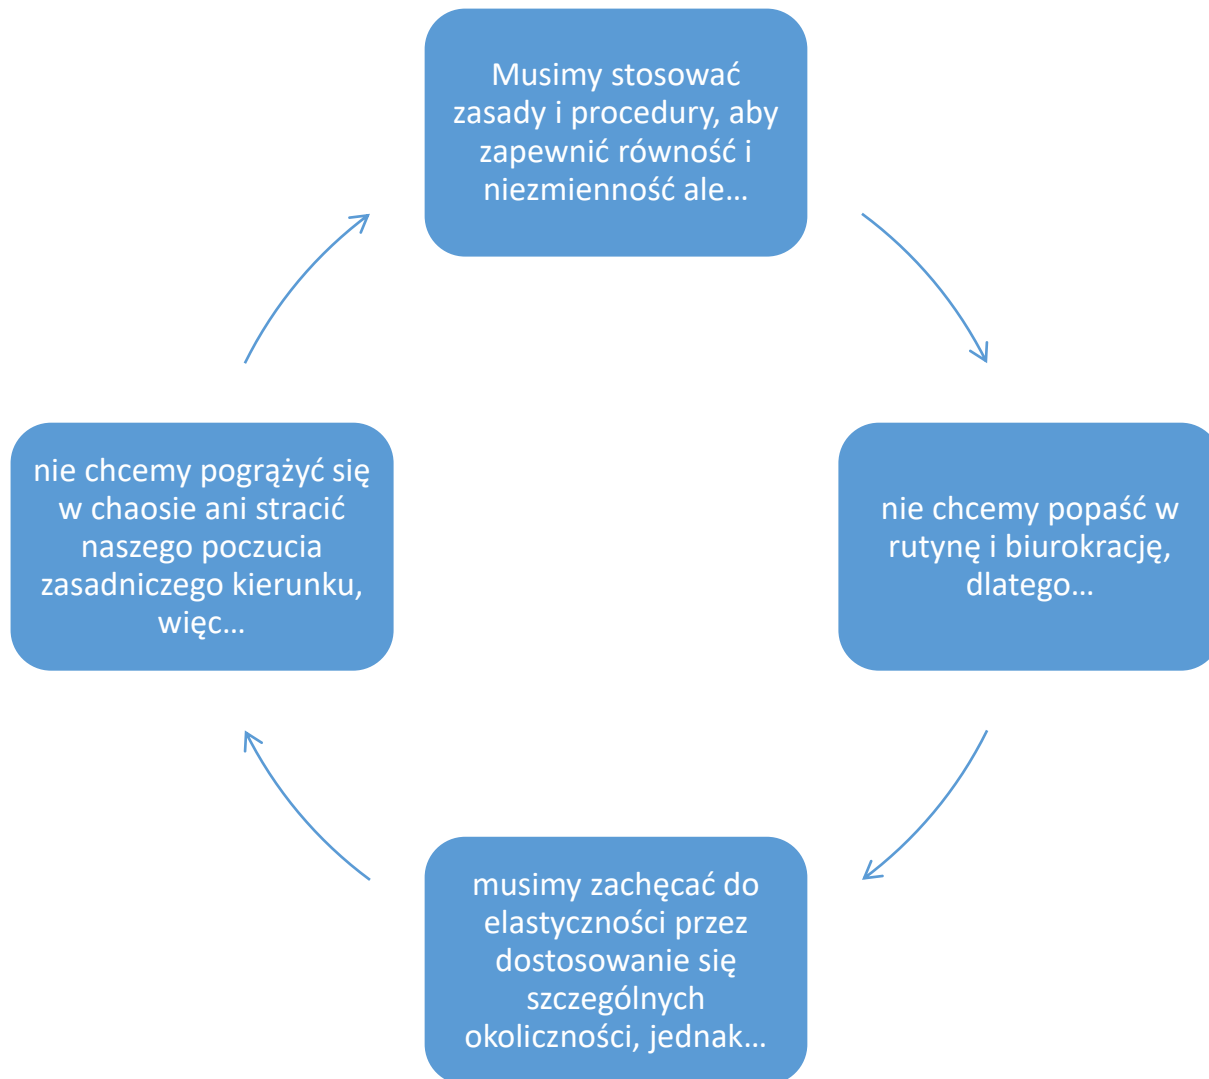 Musimy stosować
zasady i procedury, aby
zapewnić równość i
niezmienność ale…
nie chcemy popaść w
rutynę i biurokrację,
dlatego…
musimy zachęcać do
elastyczności przez
dostosowanie się
szczególnych
okoliczności, jednak…
nie chcemy pogrążyć się
w chaosie ani stracić
naszego poczucia
zasadniczego kierunku,
więc…